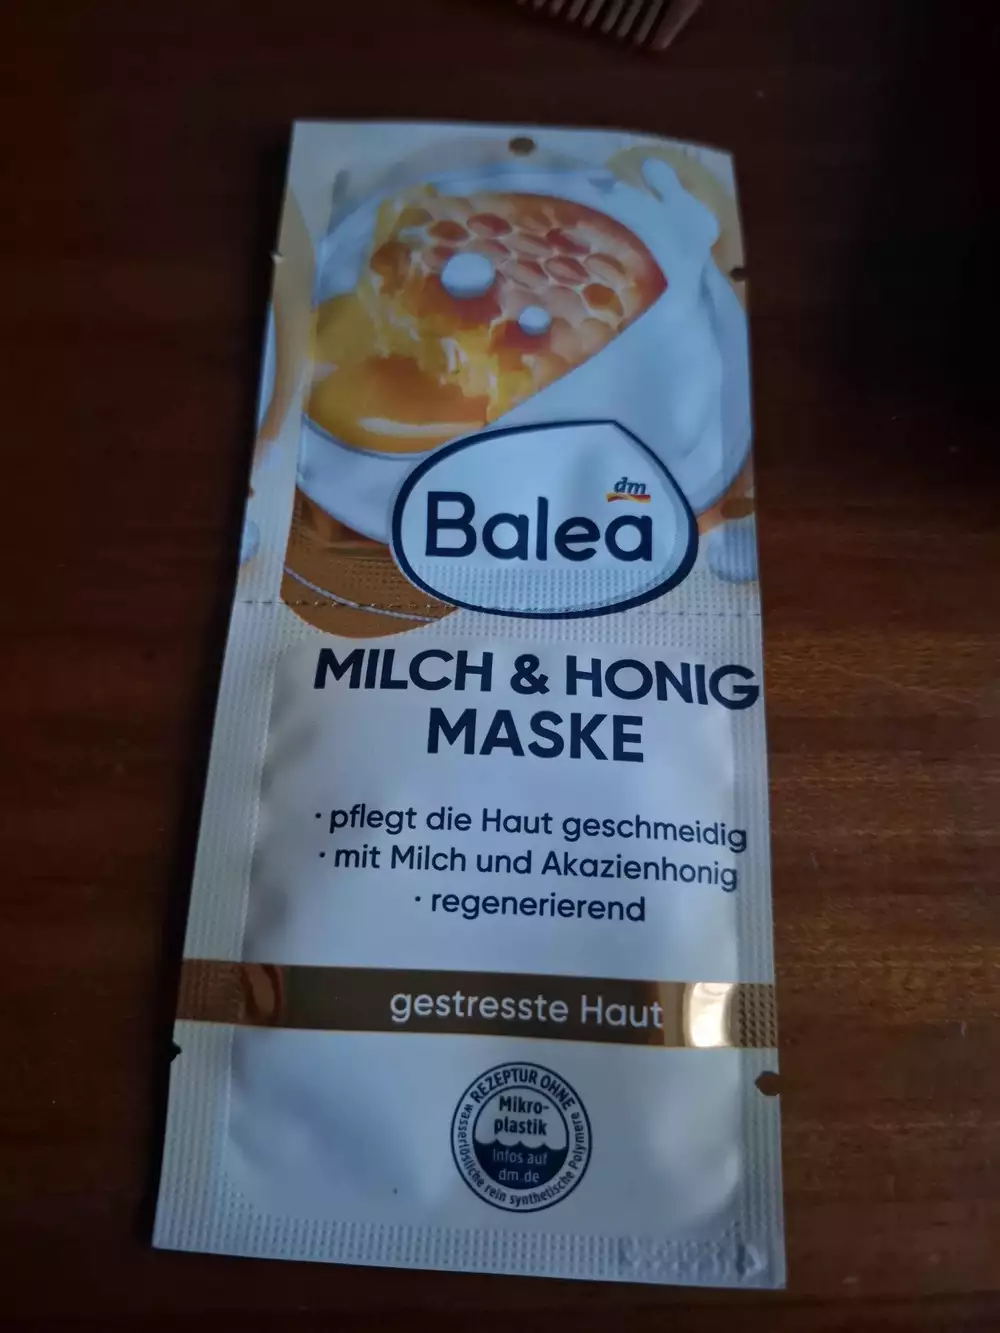 dm
Balea
MILCH & HONIG
MASKE
· pflegt die Haut geschmeidig
· mit Milch und Akazienhonig
· regenerierend
gestresste Haut
REZEPTUR OHNE
Mikro-
plastik
Infos auf
dm.de
wasserlösliche rein synthetische Polymere